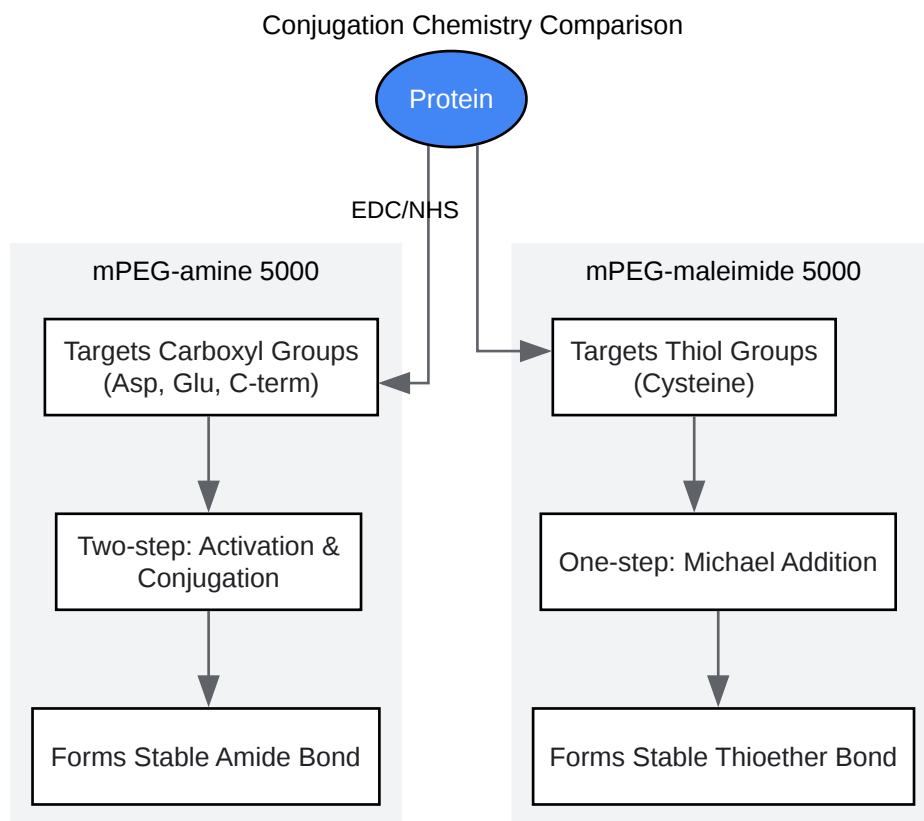 Conjugation Chemistry Comparison
Protein
EDC/NHS
mPEG-amine 5000
Targets Carboxyl Groups
(Asp, Glu, C-term)
Two-step: Activation &
Conjugation
Forms Stable Amide Bond
mPEG-maleimide 5000
Targets Thiol Groups
(Cysteine)
One-step: Michael Addition
Forms Stable Thioether Bond